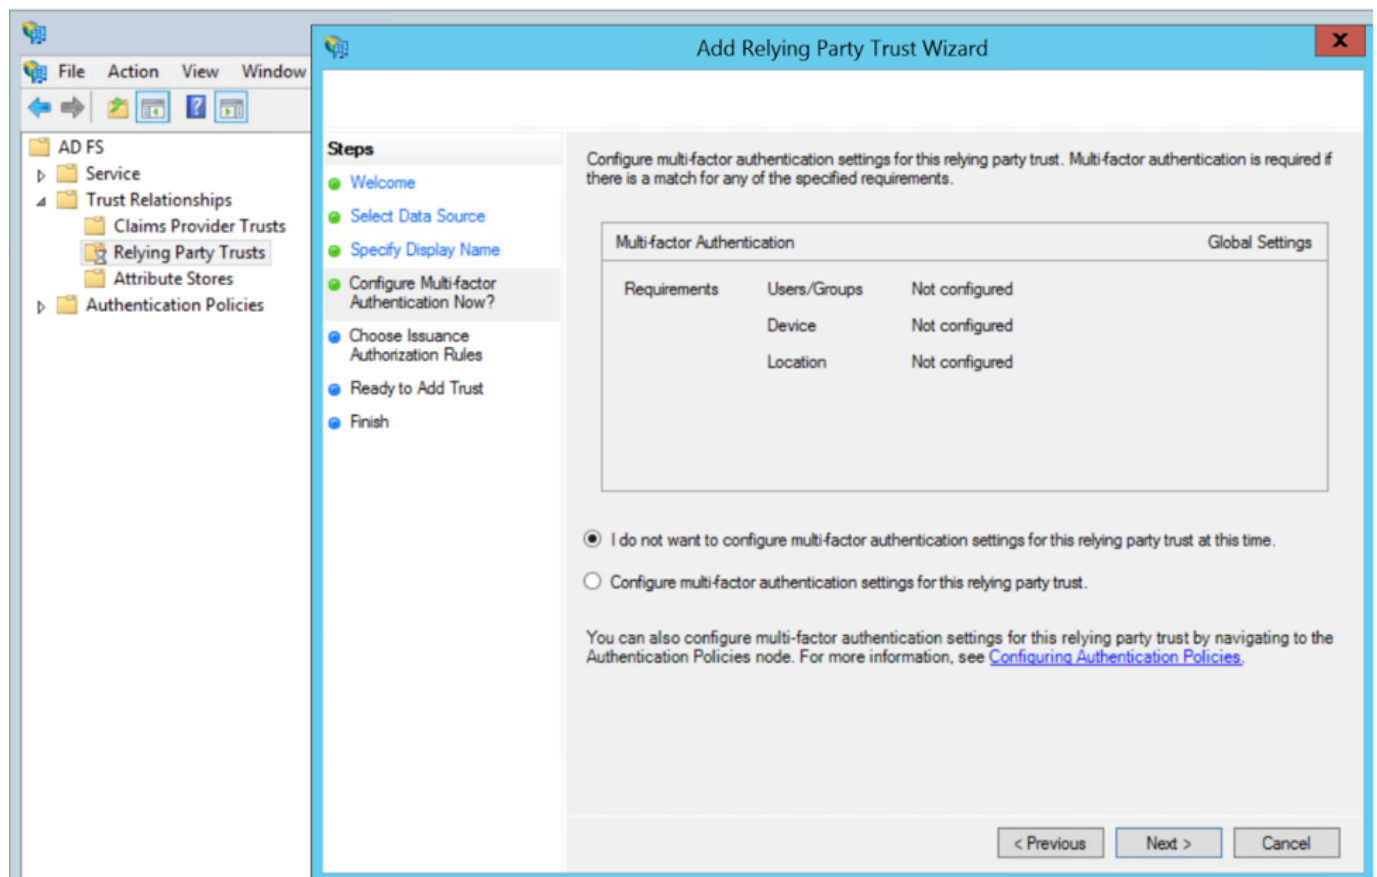 File Action View Window
AD FS
Service
Trust Relationships
Claims Provider Trusts
Relying Party Trusts
Attribute Stores
Authentication Policies
Add Relying Party Trust Wizard
X
Steps
Welcome
Select Data Source
Specify Display Name
Configure Multi-factor
Authentication Now?
Choose Issuance
Authorization Rules
Ready to Add Trust
Finish
Configure multi-factor authentication settings for this relying party trust. Multi-factor authentication is required if
there is a match for any of the specified requirements.
Multi-factor Authentication Global Settings
Requirements Users/Groups Not configured
Device Not configured
Location Not configured
I do not want to configure multi-factor authentication settings for this relying party trust at this time.
Configure multi-factor authentication settings for this relying party trust.
You can also configure multi-factor authentication settings for this relying party trust by navigating to the
Authentication Policies node. For more information, see Configuring Authentication Policies.
< Previous Next > Cancel